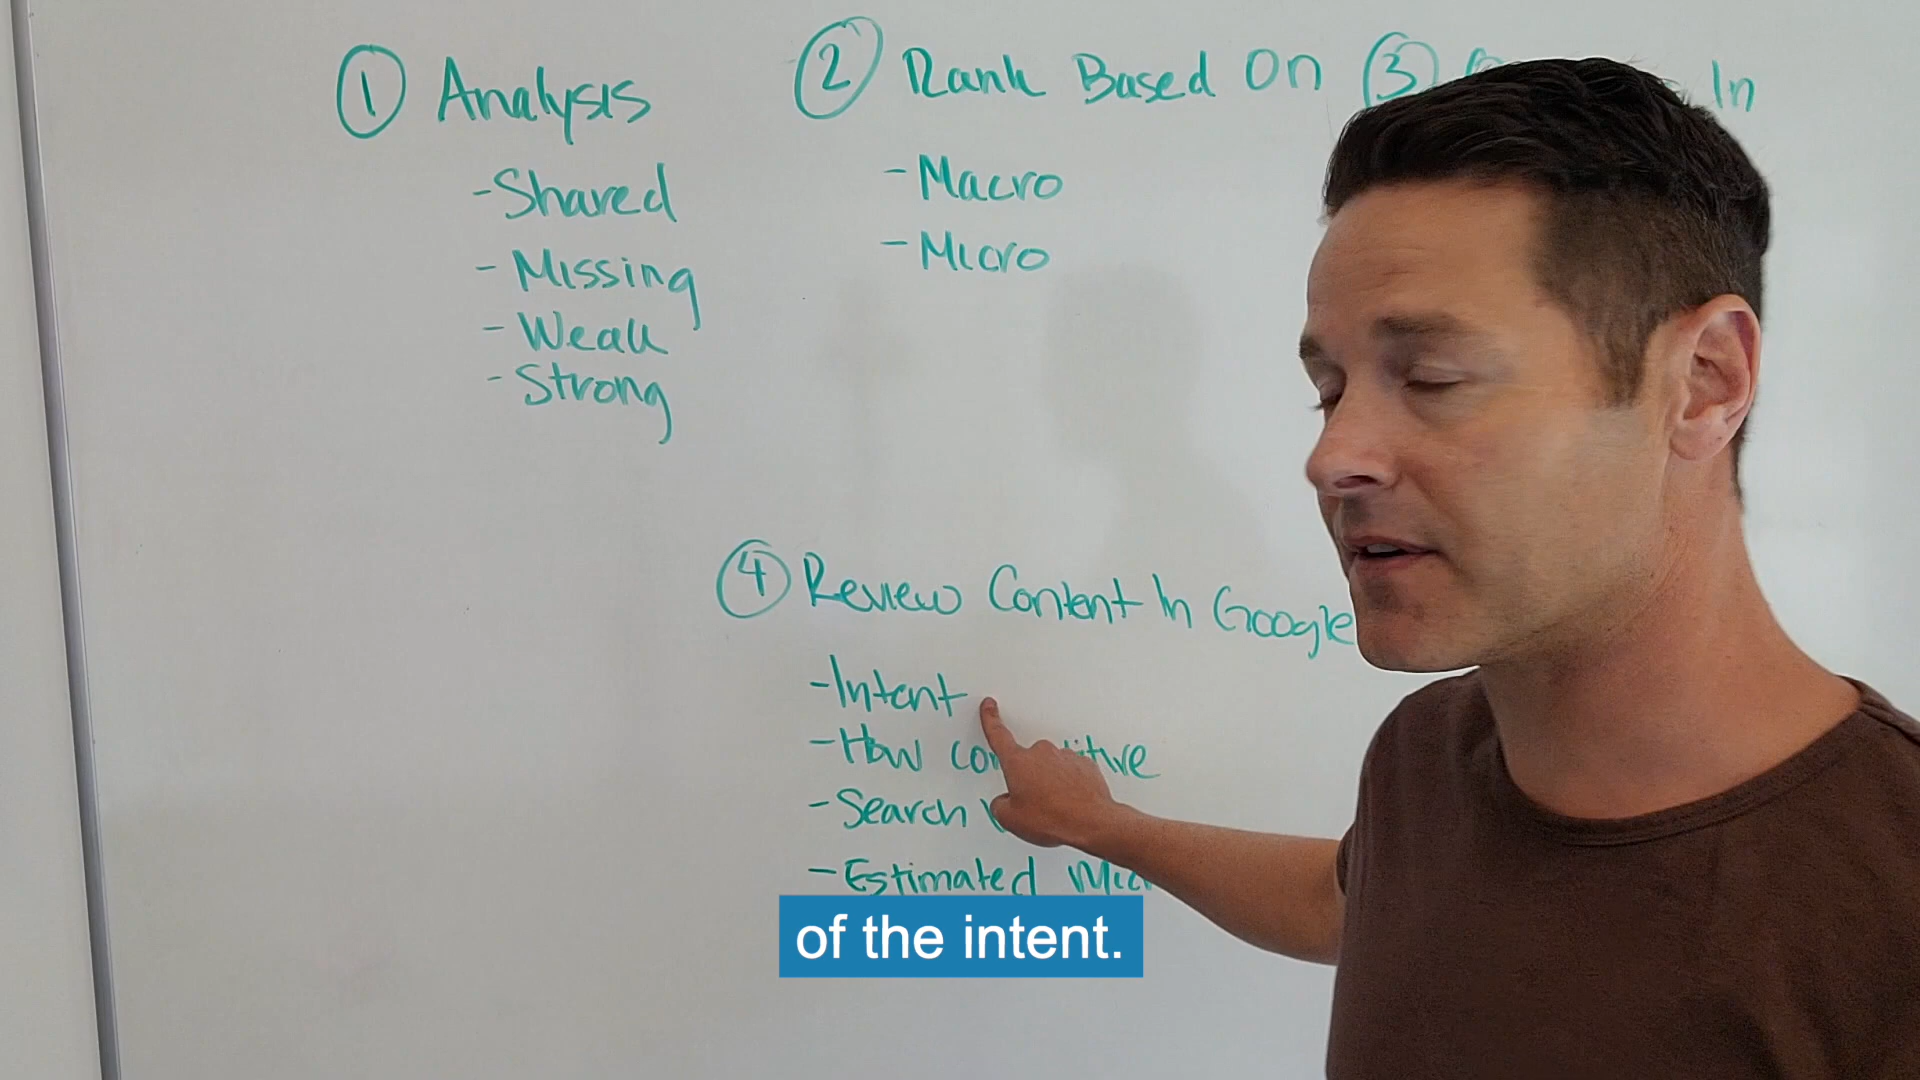 ① Analysis
- Shared
- Missing
- Weak
- Strong
② Rank Based On
- Macro
- Micro
③ In
④ Review Content In Google
- Intent
- How
- Search
- Estimated
of the intent.